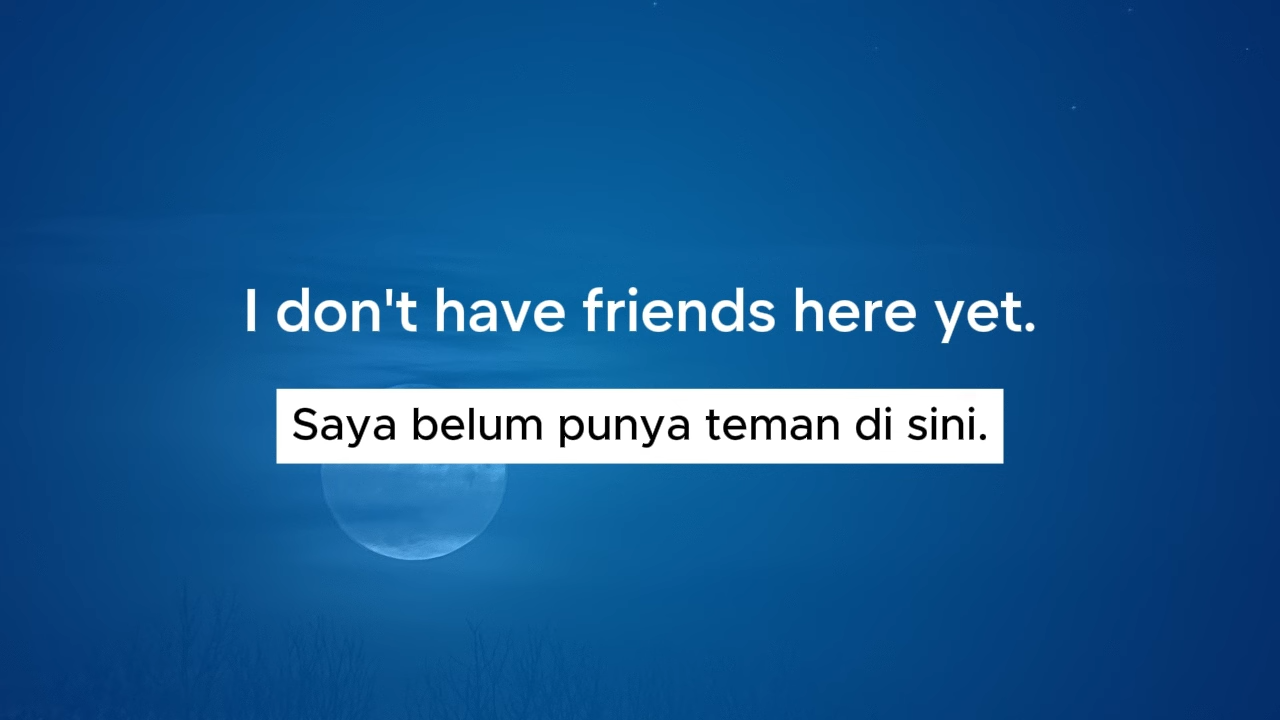 I don't have friends here yet.
Saya belum punya teman di sini.